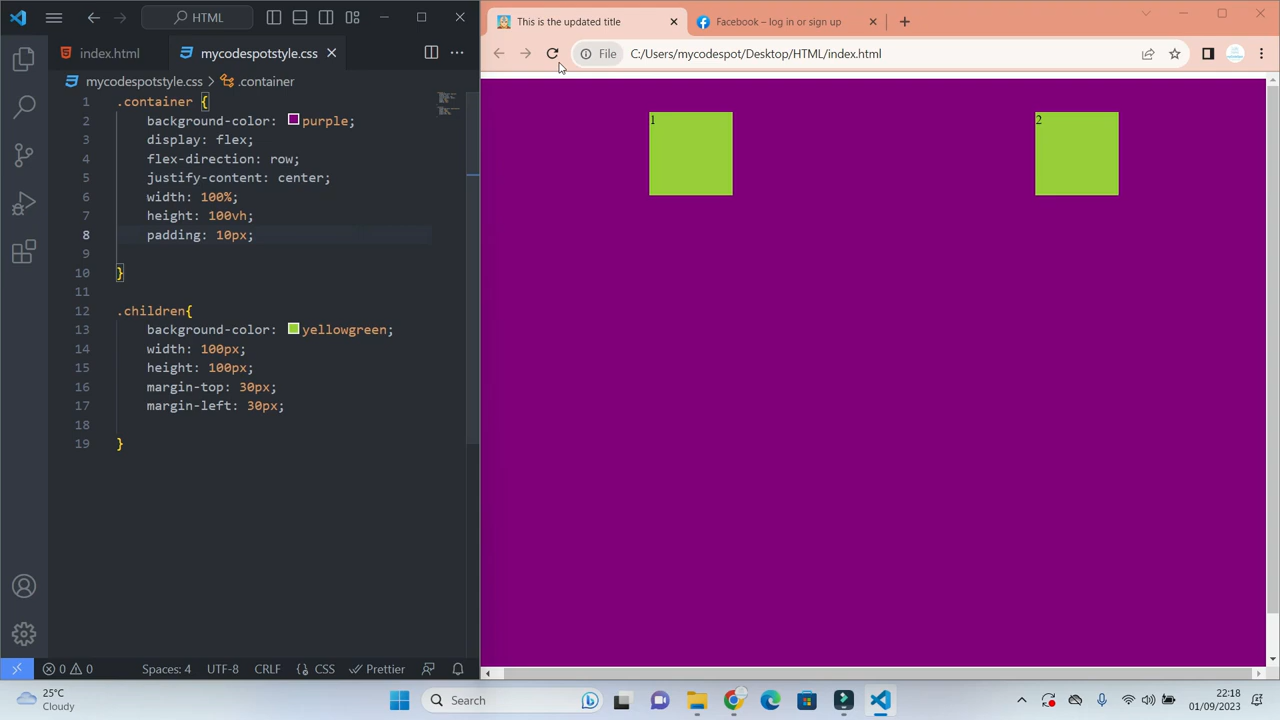 HTML
index.html
mycodespotstyle.css
mycodespotstyle.css > .container
1 .container {
2 background-color: purple;
3 display: flex;
4 flex-direction: row;
5 justify-content: center;
6 width: 100%;
7 height: 100vh;
8 padding: 10px;
9
10 }
11
12 .children{
13 background-color: yellowgreen;
14 width: 100px;
15 height: 100px;
16 margin-top: 30px;
17 margin-left: 30px;
18
19 }
0 0 Spaces: 4 UTF-8 CRLF CSS Prettier
This is the updated title
Facebook – log in or sign up
File C:/Users/mycodespot/Desktop/HTML/index.html
1
2
25°C
Cloudy
Search
22:18
01/09/2023